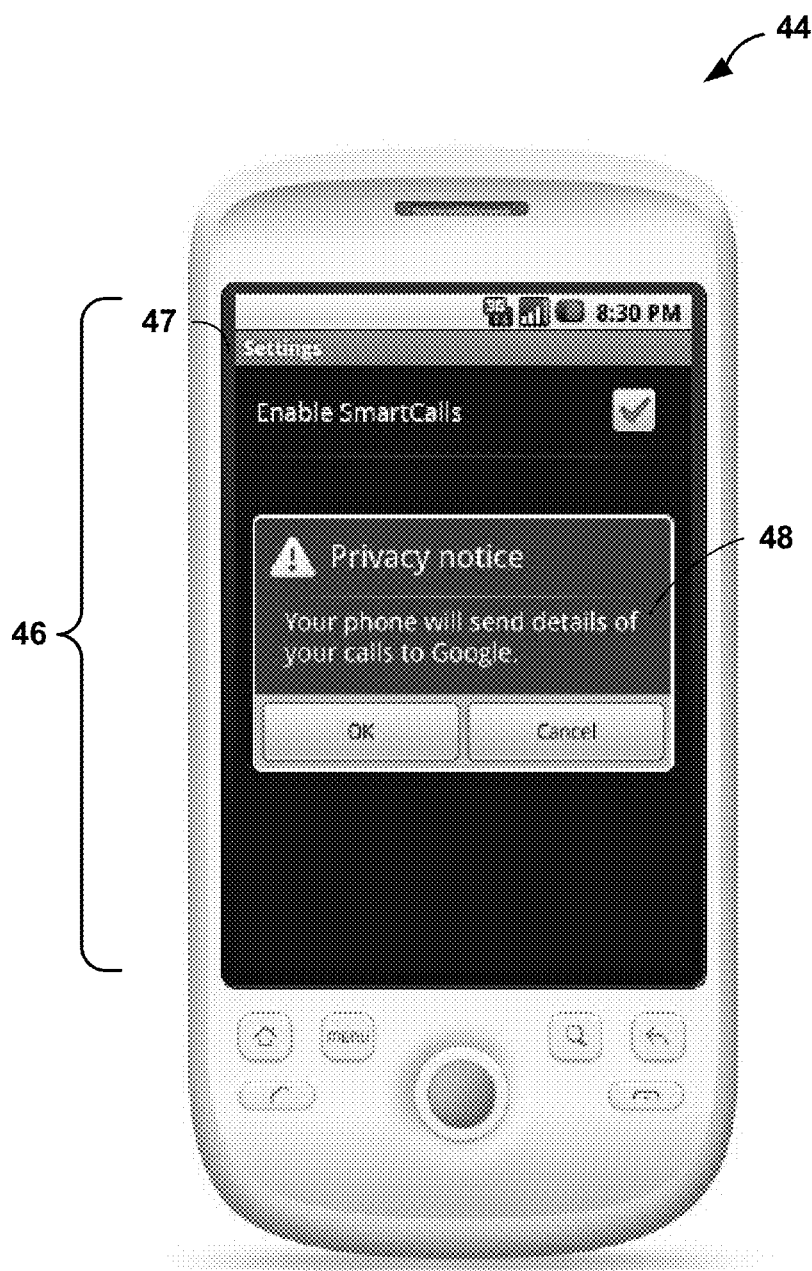 44
46
47
48
3G
8:30 PM
Settings
Enable SmartCalls
Privacy notice
Your phone will send details of
your calls to Google.
OK
Cancel
MENU